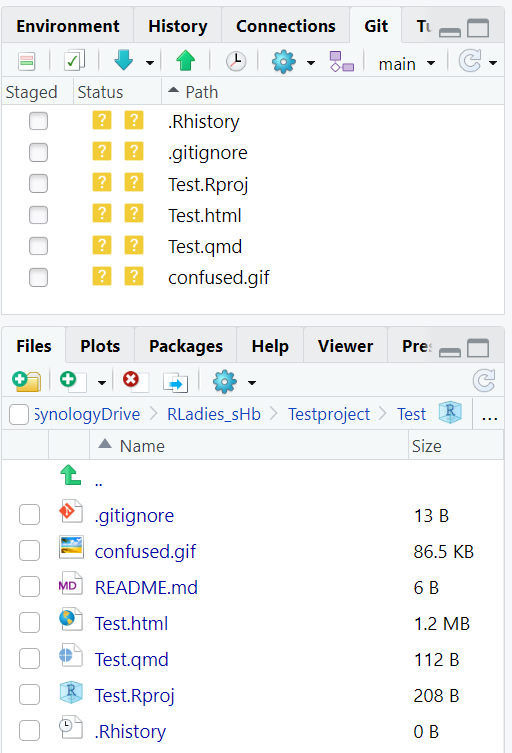 Environment History Connections Git Tu
main
Staged Status Path
? ? .Rhistory
? ? .gitignore
? ? Test.Rproj
? ? Test.html
? ? Test.qmd
? ? confused.gif
Files Plots Packages Help Viewer Pres
SynologyDrive > RLadies_sHb > Testproject > Test R ...
Name Size
..
.gitignore 13 B
confused.gif 86.5 KB
MD README.md 6 B
Test.html 1.2 MB
Test.qmd 112 B
R Test.Rproj 208 B
.Rhistory 0 B